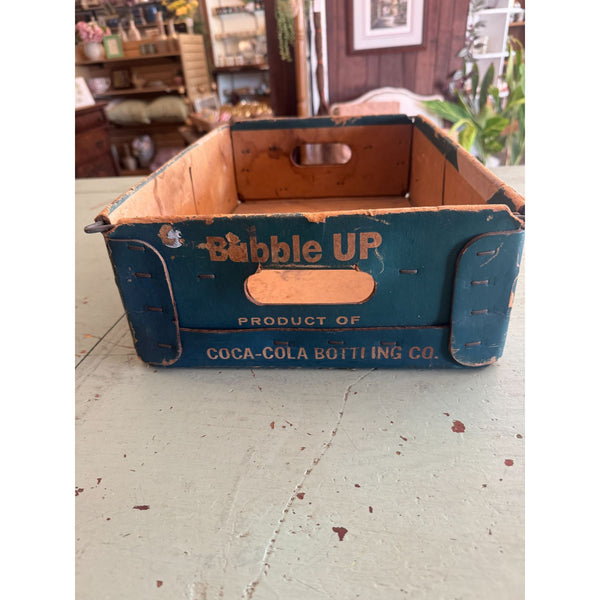 Bubble UP
PRODUCT OF
COCA-COLA BOTTLING CO.